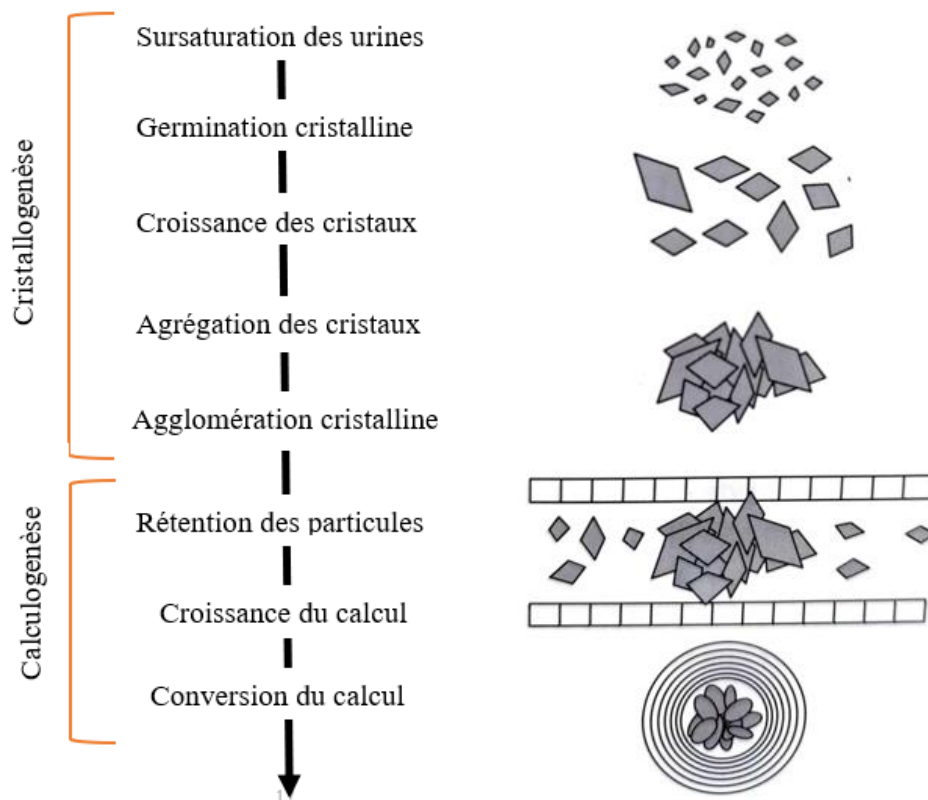 Sursaturation des urines
Germination cristalline
Croissance des cristaux
Agrégation des cristaux
Agglomération cristalline
Cristallogenèse
Rétention des particules
Croissance du calcul
Conversion du calcul
Calculogenèse
1